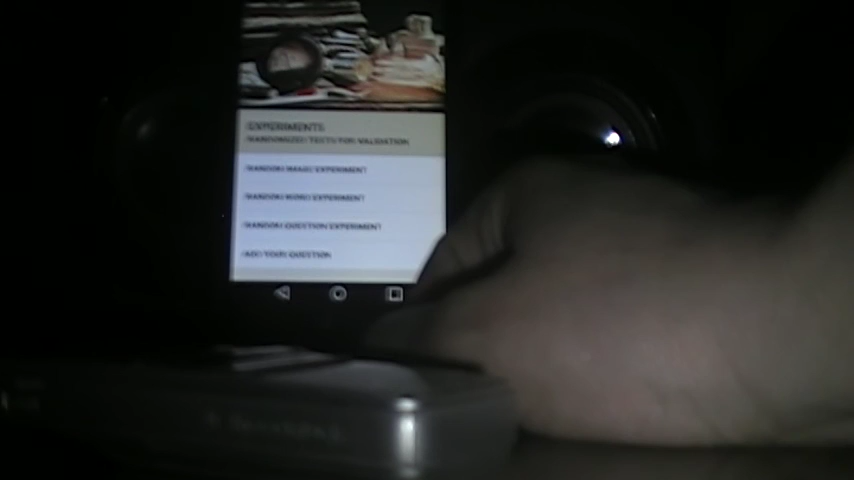 EXPERIMENTS
RANDOMIZED TESTS FOR VALIDATION
RANDOM IMAGE EXPERIMENT
RANDOM WORD EXPERIMENT
RANDOM QUESTION EXPERIMENT
ADD YOUR QUESTION